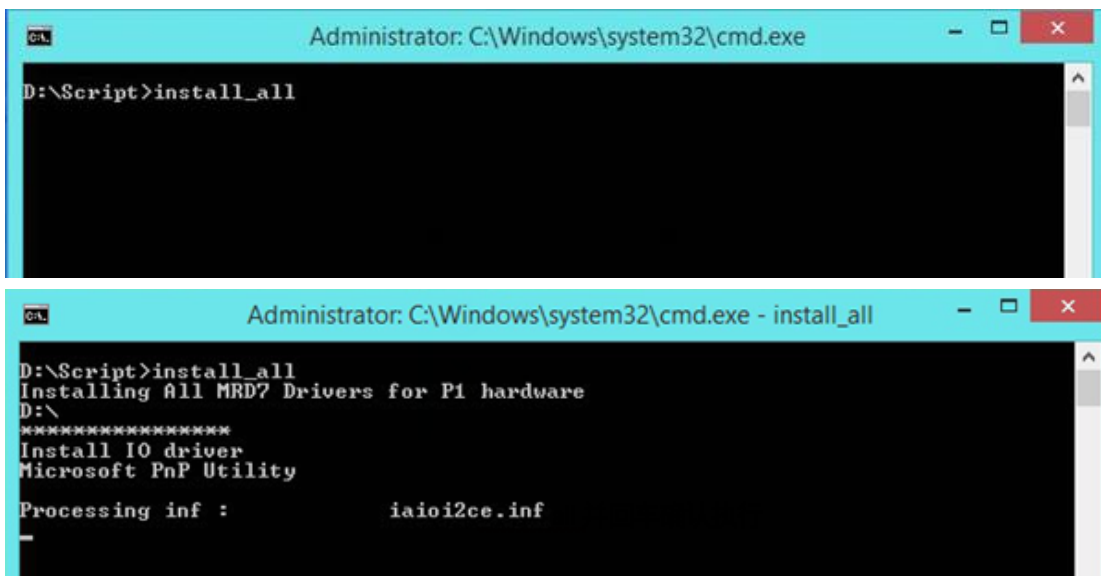 Administrator: C:\Windows\system32\cmd.exe
D:\Script>install_all
Administrator: C:\Windows\system32\cmd.exe - install_all
D:\Script>install_all
Installing All MRD7 Drivers for P1 hardware
D:\
****************
Install IO driver
Microsoft PnP Utility
Processing inf :            iaioi2ce.inf